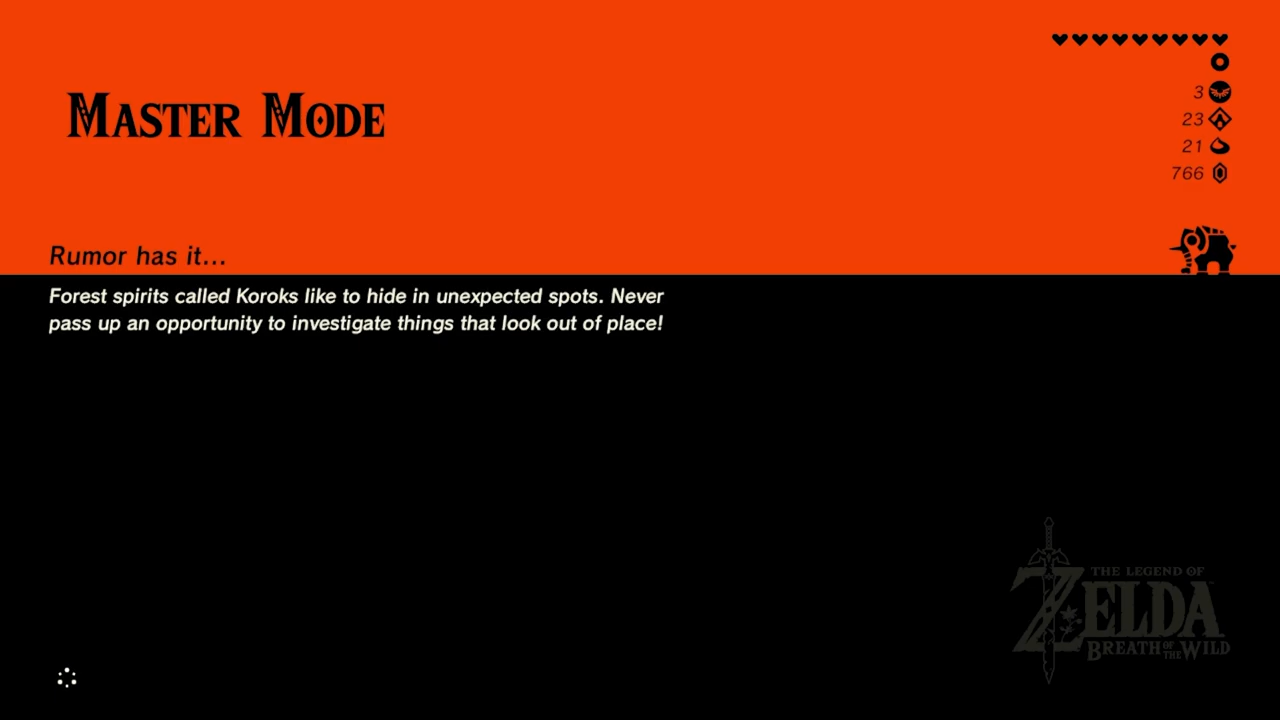 MASTER MODE
3
23
21
766
Rumor has it...
Forest spirits called Koroks like to hide in unexpected spots. Never
pass up an opportunity to investigate things that look out of place!
THE LEGEND OF
ZELDA
BREATH OF THE WILD